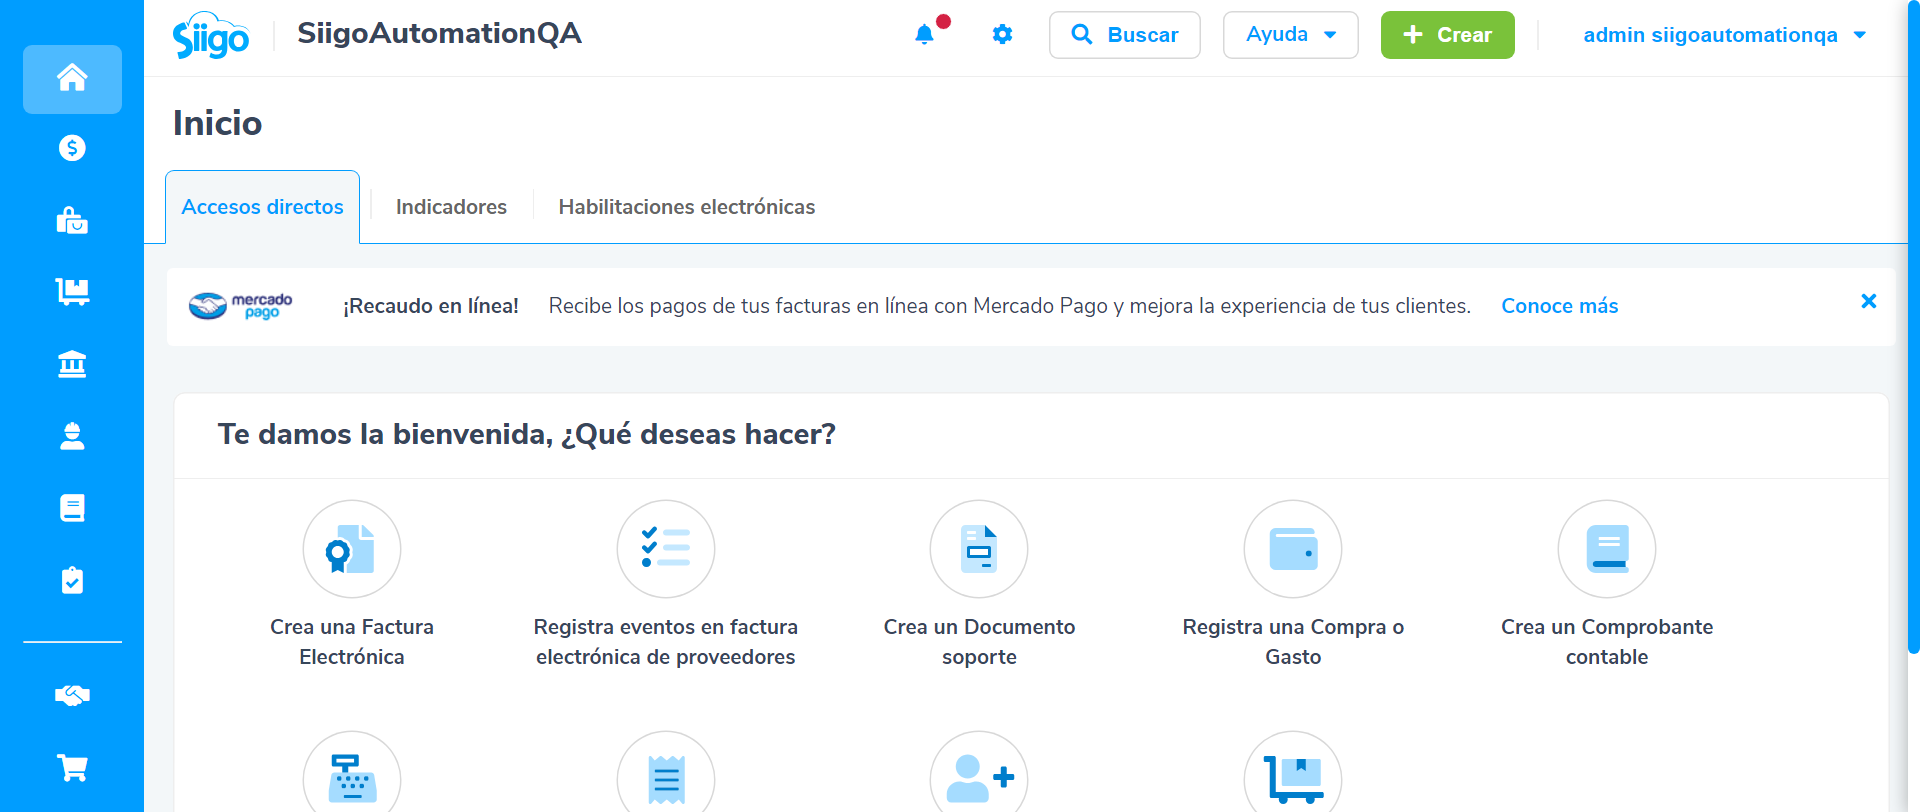 Siigo
SiigoAutomationQA
Buscar
Ayuda
Crear
admin siigoautomationqa
Inicio
Accesos directos
Indicadores
Habilitaciones electrónicas
mercado
pago
¡Recaudo en línea!
Recibe los pagos de tus facturas en línea con Mercado Pago y mejora la experiencia de tus clientes.
Conoce más
Te damos la bienvenida, ¿Qué deseas hacer?
Crea una Factura
Electrónica
Registra eventos en factura
electrónica de proveedores
Crea un Documento
soporte
Registra una Compra o
Gasto
Crea un Comprobante
contable